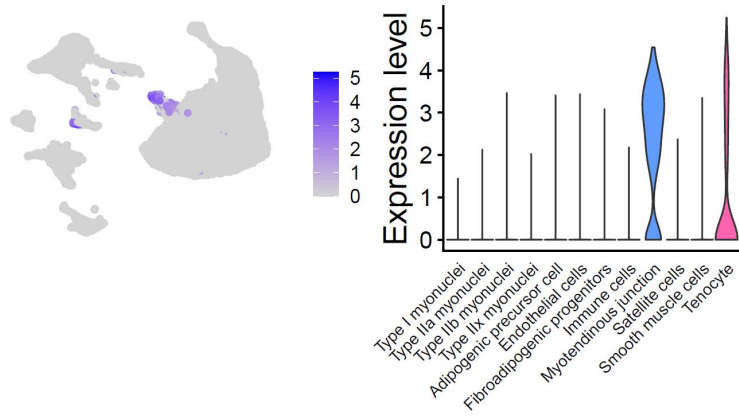 5
4
3
2
1
0
Expression level
5
4
3
2
1
0
Type I myonuclei
Type IIa myonuclei
Type IIb myonuclei
Type IIx myonuclei
Adipogenic precursor cell
Endothelial cells
Fibroadipogenic progenitors
Immune cells
Myotendinous junction
Satellite cells
Smooth muscle cells
Tenocyte